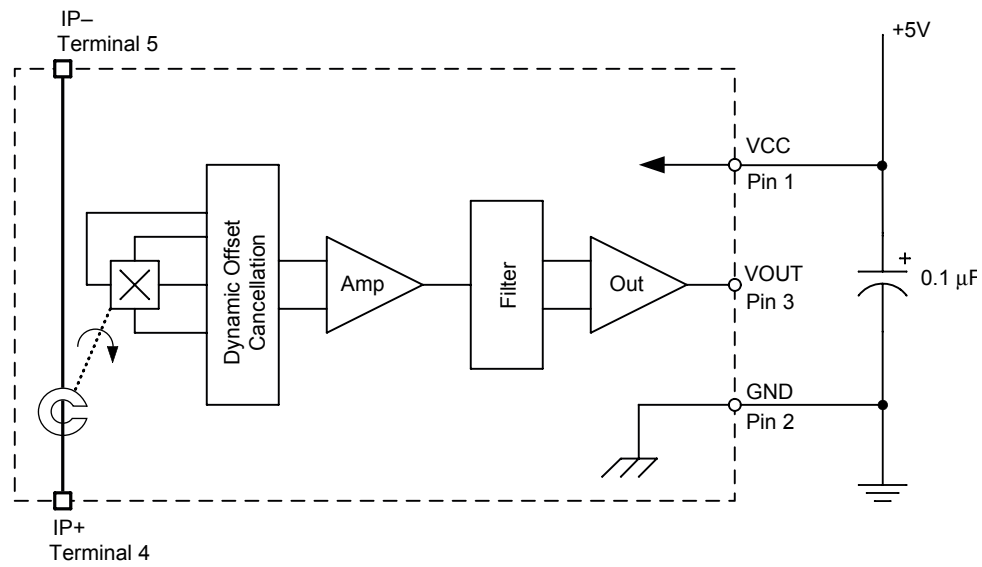 IP–
Terminal 5
+5V
VCC
Pin 1
Dynamic Offset
Cancellation
Amp
Filter
Out
VOUT
Pin 3
+
0.1 µF
GND
Pin 2
IP+
Terminal 4